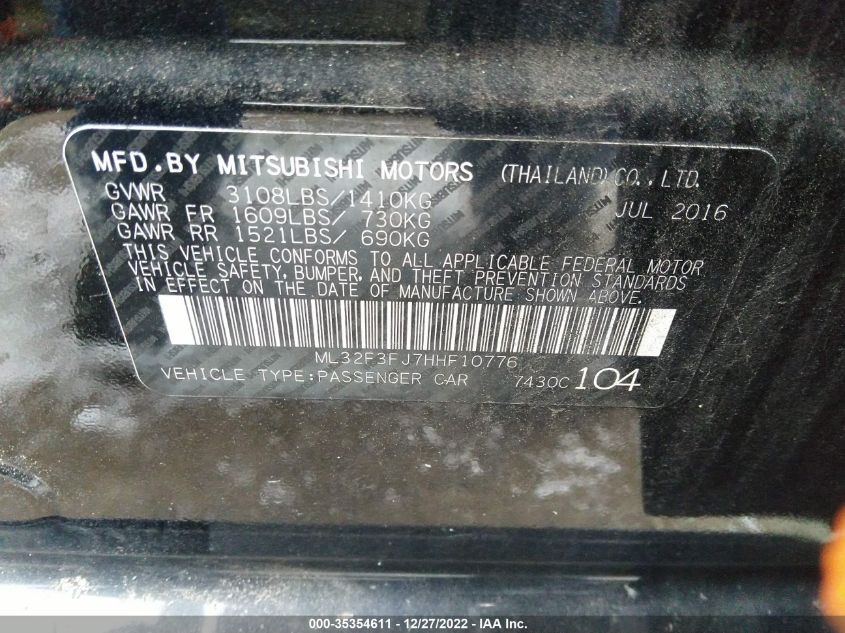 MFD.BY MITSUBISHI MOTORS (THAILAND) CO.,LTD.
GVWR 3108LBS/1410KG JUL 2016
GAWR FR 1609LBS/ 730KG
GAWR RR 1521LBS/ 690KG
THIS VEHICLE CONFORMS TO ALL APPLICABLE FEDERAL MOTOR
VEHICLE SAFETY, BUMPER, AND THEFT PREVENTION STANDARDS
IN EFFECT ON THE DATE OF MANUFACTURE SHOWN ABOVE.
ML32F3FJ7HHF10776
VEHICLE TYPE:PASSENGER CAR 7430C 104
000-35354611 - 12/27/2022 - IAA Inc.